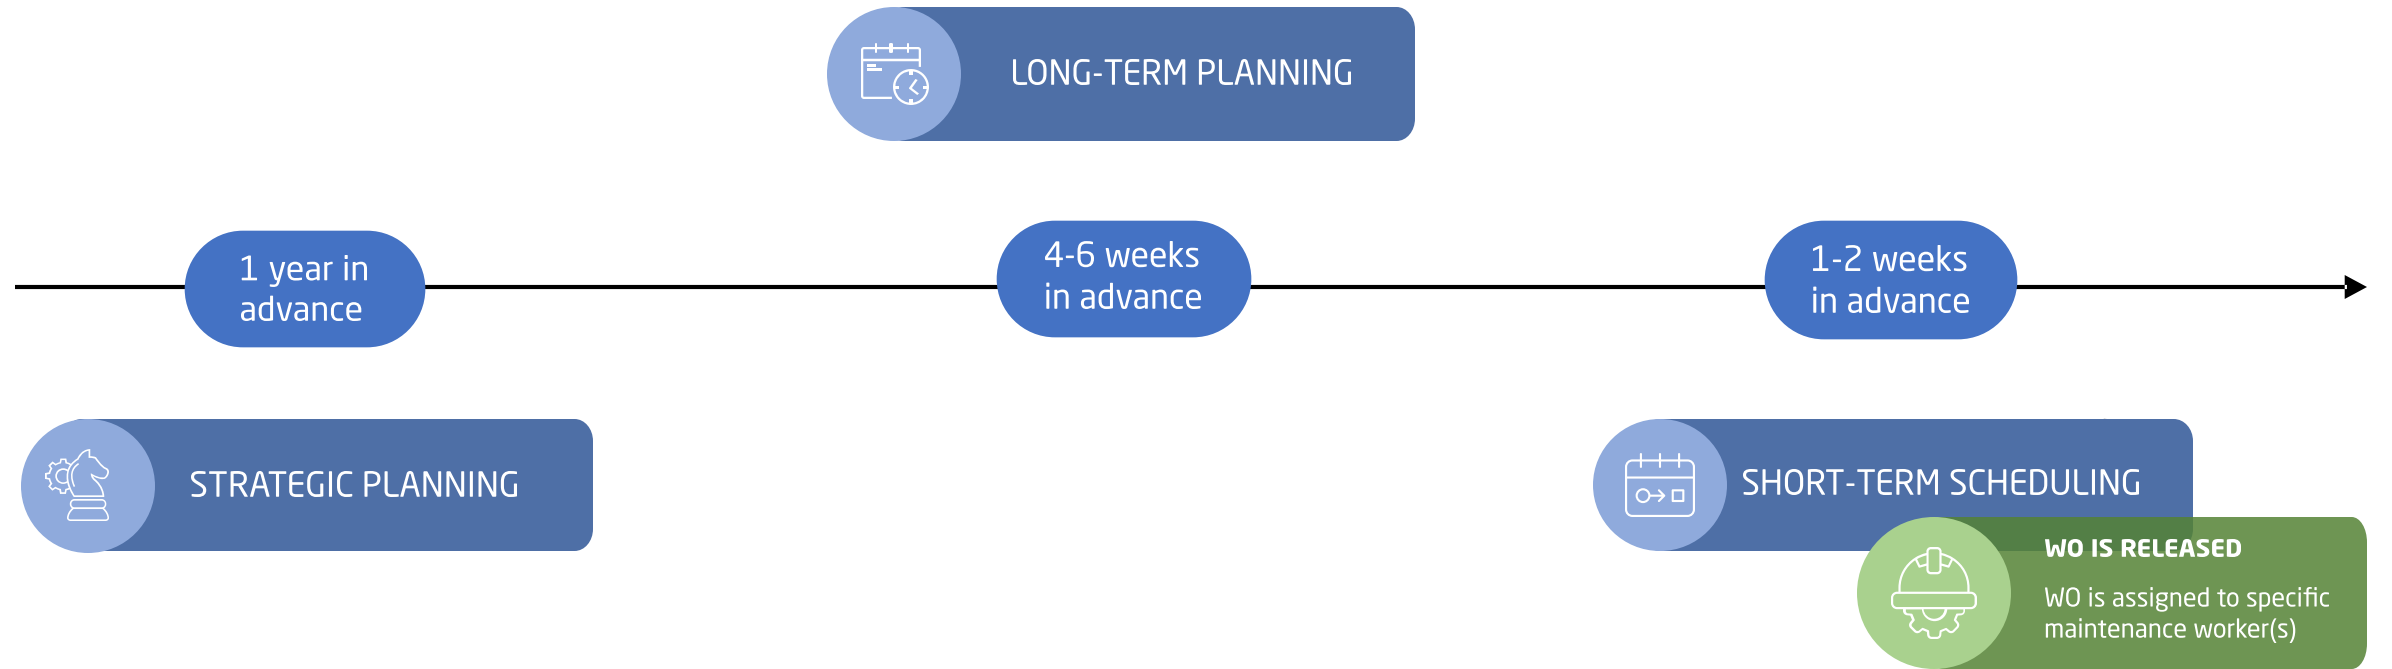 LONG-TERM PLANNING
1 year in
advance
4-6 weeks
in advance
1-2 weeks
in advance
STRATEGIC PLANNING
SHORT-TERM SCHEDULING
WO IS RELEASED
WO is assigned to specific
maintenance worker(s)